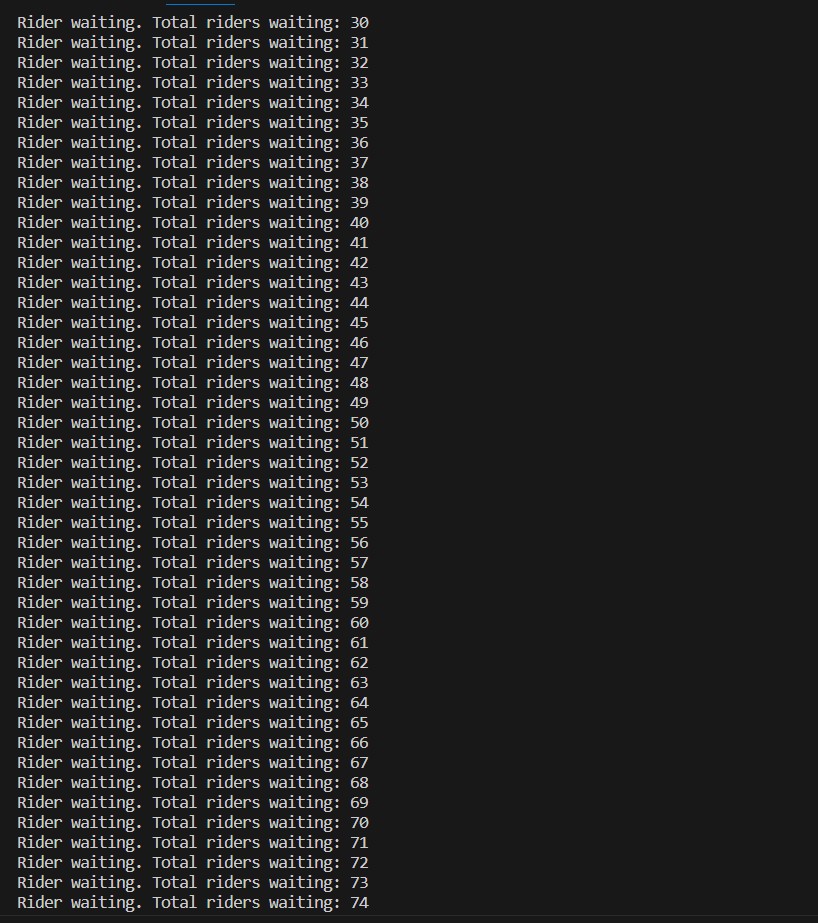 Rider waiting. Total riders waiting: 30
Rider waiting. Total riders waiting: 31
Rider waiting. Total riders waiting: 32
Rider waiting. Total riders waiting: 33
Rider waiting. Total riders waiting: 34
Rider waiting. Total riders waiting: 35
Rider waiting. Total riders waiting: 36
Rider waiting. Total riders waiting: 37
Rider waiting. Total riders waiting: 38
Rider waiting. Total riders waiting: 39
Rider waiting. Total riders waiting: 40
Rider waiting. Total riders waiting: 41
Rider waiting. Total riders waiting: 42
Rider waiting. Total riders waiting: 43
Rider waiting. Total riders waiting: 44
Rider waiting. Total riders waiting: 45
Rider waiting. Total riders waiting: 46
Rider waiting. Total riders waiting: 47
Rider waiting. Total riders waiting: 48
Rider waiting. Total riders waiting: 49
Rider waiting. Total riders waiting: 50
Rider waiting. Total riders waiting: 51
Rider waiting. Total riders waiting: 52
Rider waiting. Total riders waiting: 53
Rider waiting. Total riders waiting: 54
Rider waiting. Total riders waiting: 55
Rider waiting. Total riders waiting: 56
Rider waiting. Total riders waiting: 57
Rider waiting. Total riders waiting: 58
Rider waiting. Total riders waiting: 59
Rider waiting. Total riders waiting: 60
Rider waiting. Total riders waiting: 61
Rider waiting. Total riders waiting: 62
Rider waiting. Total riders waiting: 63
Rider waiting. Total riders waiting: 64
Rider waiting. Total riders waiting: 65
Rider waiting. Total riders waiting: 66
Rider waiting. Total riders waiting: 67
Rider waiting. Total riders waiting: 68
Rider waiting. Total riders waiting: 69
Rider waiting. Total riders waiting: 70
Rider waiting. Total riders waiting: 71
Rider waiting. Total riders waiting: 72
Rider waiting. Total riders waiting: 73
Rider waiting. Total riders waiting: 74